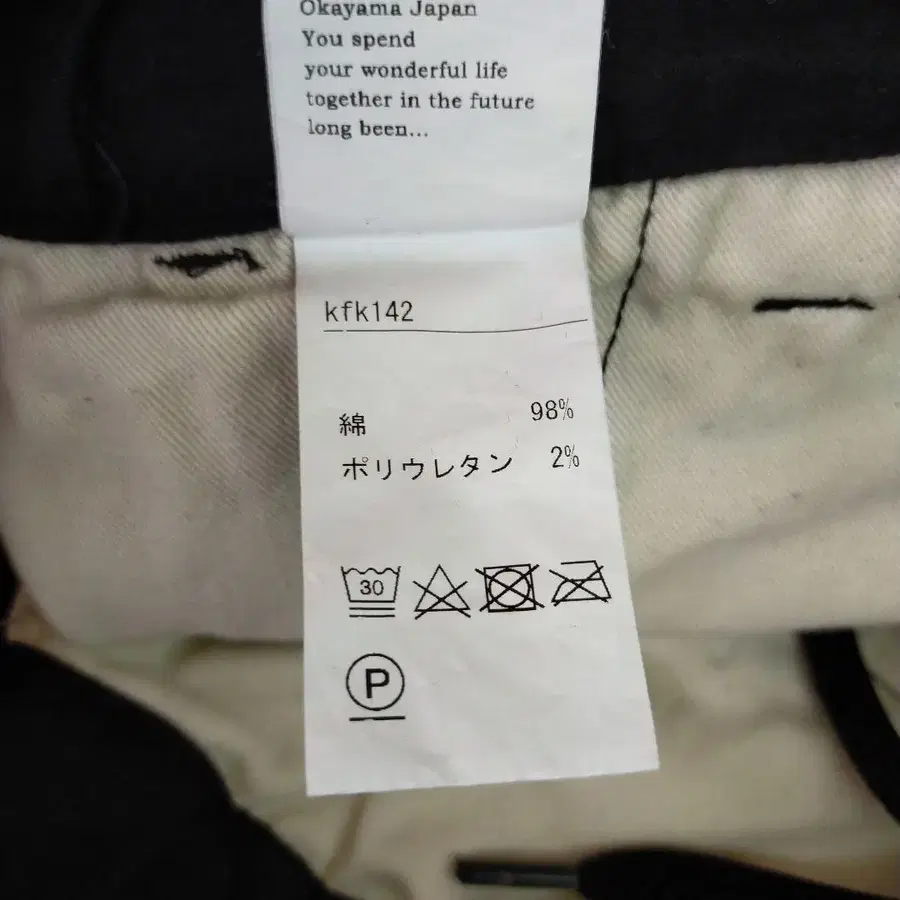 Okayama Japan
You spend
your wonderful life
together in the future
long been...
kfk142
綿 98%
ポリウレタン 2%
30
P